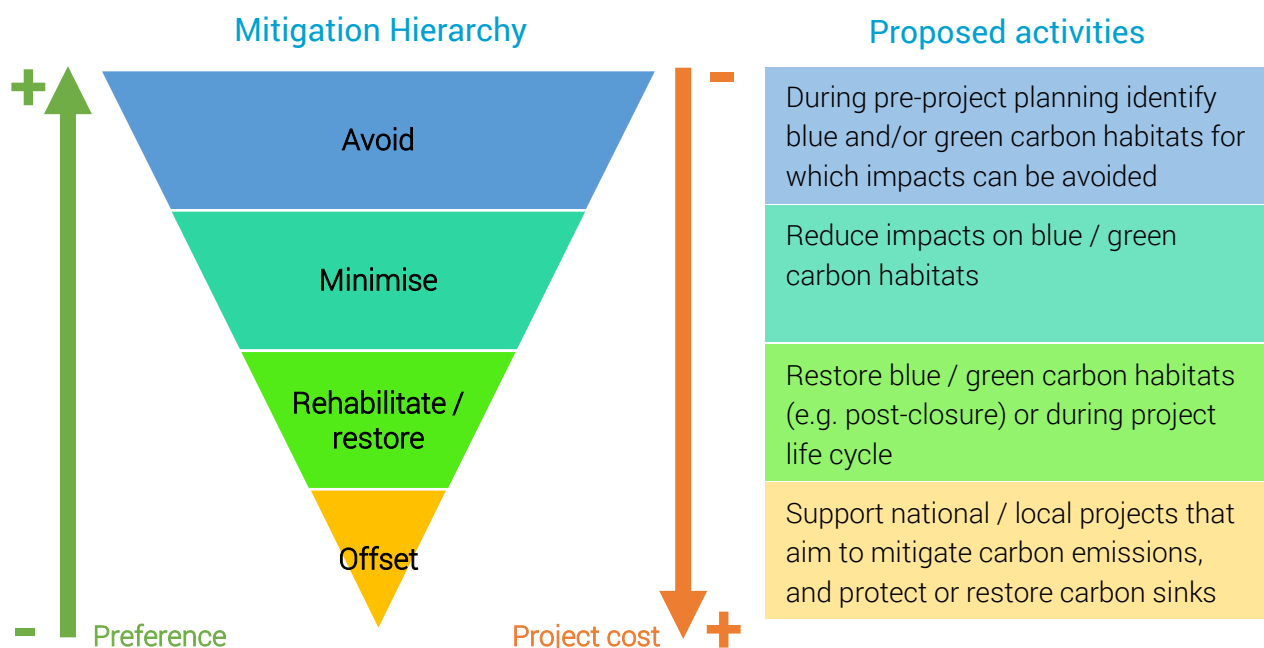 Mitigation Hierarchy
Proposed activities
+
-
Avoid
During pre-project planning identify
blue and/or green carbon habitats for
which impacts can be avoided
Minimise
Reduce impacts on blue / green
carbon habitats
Rehabilitate /
restore
Restore blue / green carbon habitats
(e.g. post-closure) or during project
life cycle
Offset
Support national / local projects that
aim to mitigate carbon emissions,
and protect or restore carbon sinks
-
Preference
Project cost
+